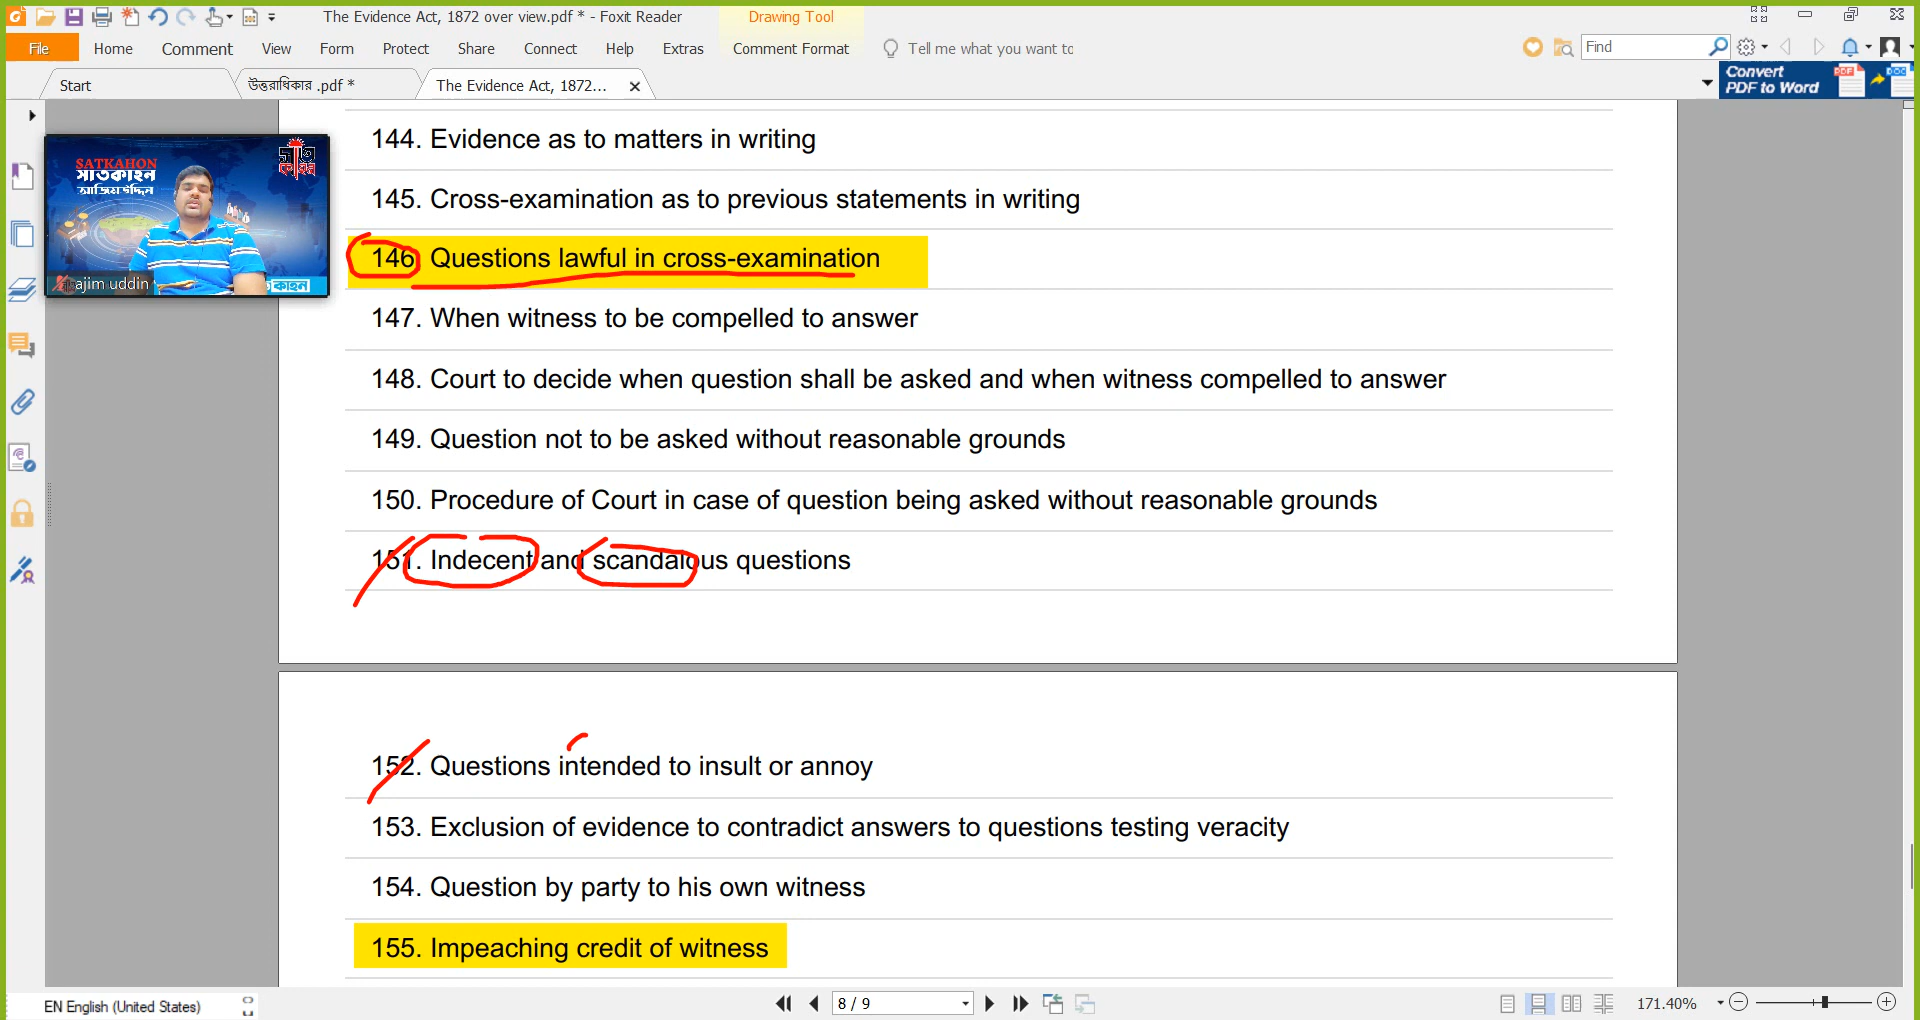 The Evidence Act, 1872 over view.pdf * - Foxit Reader
Drawing Tool
File
Home
Comment
View
Form
Protect
Share
Connect
Help
Extras
Comment Format
Tell me what you want to
Find
Start
উত্তরাধিকার .pdf *
The Evidence Act, 1872...
Convert
PDF to Word
144. Evidence as to matters in writing
145. Cross-examination as to previous statements in writing
146. Questions lawful in cross-examination
147. When witness to be compelled to answer
148. Court to decide when question shall be asked and when witness compelled to answer
149. Question not to be asked without reasonable grounds
150. Procedure of Court in case of question being asked without reasonable grounds
151. Indecent and scandalous questions
SATKAHON
সাতকাহন
আজিম উদ্দিন
সাত
কাহন
ajim uddin
কাহন
152. Questions intended to insult or annoy
153. Exclusion of evidence to contradict answers to questions testing veracity
154. Question by party to his own witness
155. Impeaching credit of witness
EN English (United States)
8 / 9
171.40%